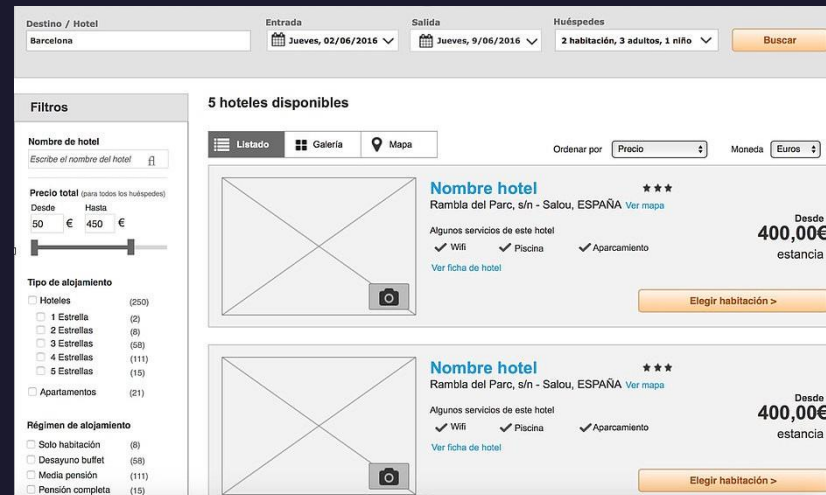 Destino / Hotel
Entrada
Salida
Huéspedes
Barcelona
Jueves, 02/06/2016
Jueves, 9/06/2016
2 habitación, 3 adultos, 1 niño
Buscar
Filtros
Nombre de hotel
Escribe el nombre del hotel
Precio total (para todos los huéspedes)
Desde
Hasta
50 €
450 €
Tipo de alojamiento
Hoteles (250)
1 Estrella (2)
2 Estrellas (8)
3 Estrellas (58)
4 Estrellas (111)
5 Estrellas (15)
Apartamentos (21)
Régimen de alojamiento
Solo habitación (8)
Desayuno buffet (58)
Media pensión (111)
Pensión completa (15)
5 hoteles disponibles
Listado
Galería
Mapa
Ordenar por
Precio
Moneda
Euros
Nombre hotel
Rambla del Parc, s/n - Salou, ESPAÑA Ver mapa
Algunos servicios de este hotel
Wifi
Piscina
Aparcamiento
Ver ficha de hotel
Desde
400,00€
estancia
Elegir habitación >
Nombre hotel
Rambla del Parc, s/n - Salou, ESPAÑA Ver mapa
Algunos servicios de este hotel
Wifi
Piscina
Aparcamiento
Ver ficha de hotel
Desde
400,00€
estancia
Elegir habitación >